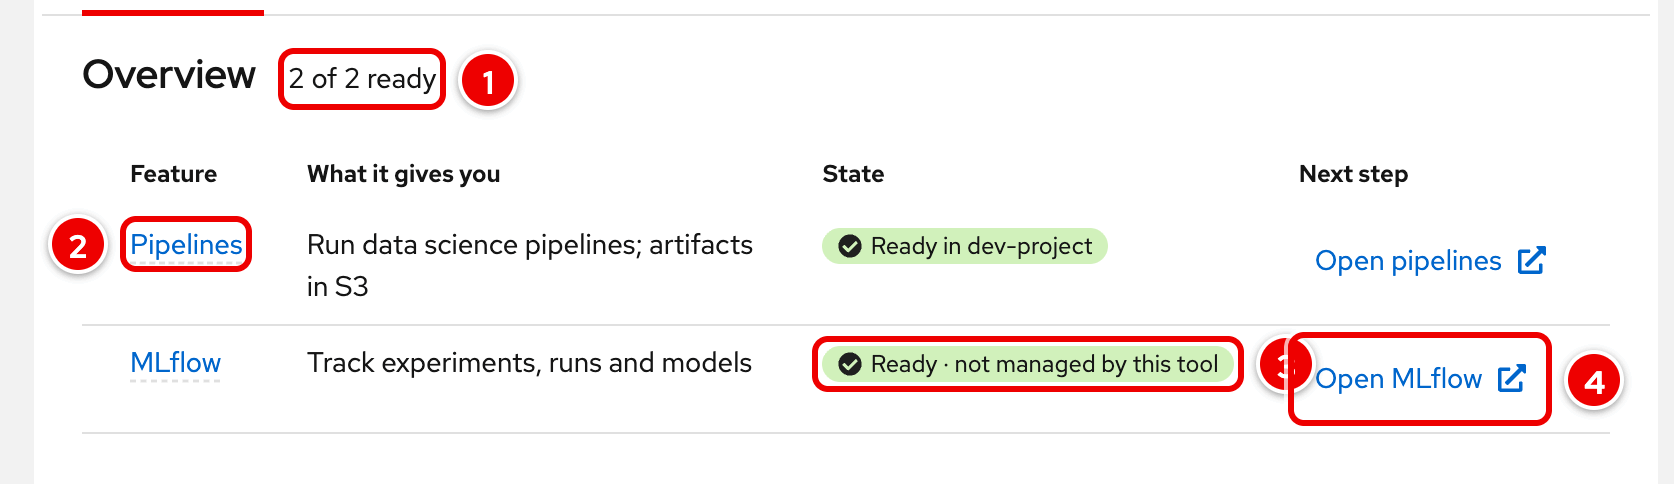 Overview 2 of 2 ready 1
Feature What it gives you State Next step
2 Pipelines Run data science pipelines; artifacts in S3 Ready in dev-project Open pipelines
MLflow Track experiments, runs and models Ready · not managed by this tool 3 Open MLflow 4